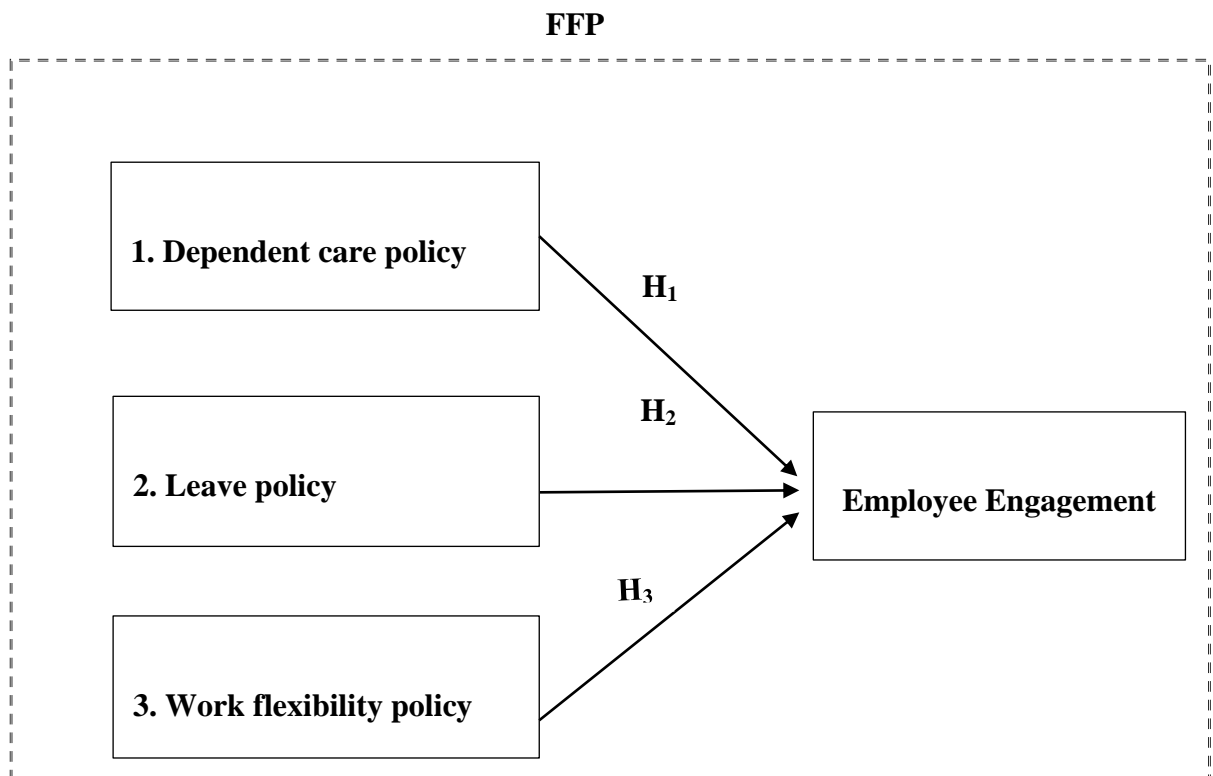 FFP
1. Dependent care policy
H₁
H₂
2. Leave policy
Employee Engagement
H₃
3. Work flexibility policy